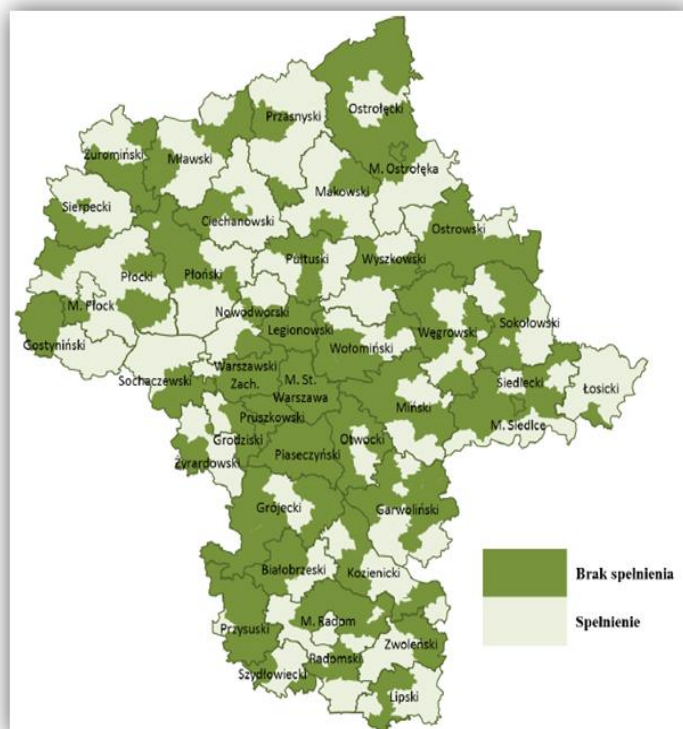 Przasnyski
Ostrołęcki
Żuromiński
Mławski
M. Ostrołęka
Makowski
Sierpecki
Ciechanowski
Ostrowski
Płocki
Płoński
Pułtuski
Wyszkowski
M. Płock
Nowodworski
Legionowski
Węgrowski
Sokołowski
Gostyniński
Wołomiński
Sochaczewski
Warszawski
Zach.
M. St.
Warszawa
Siedlecki
Łosicki
Miński
M. Siedlce
Pruszkowski
Grodziski
Otwocki
Piaseczyński
Żyrardowski
Grójecki
Garwoliński
Białobrzeski
Kozienicki
Brak spełnienia
Spełnienie
Przysuski
M. Radom
Zwoleński
Radomski
Szydłowiecki
Lipski